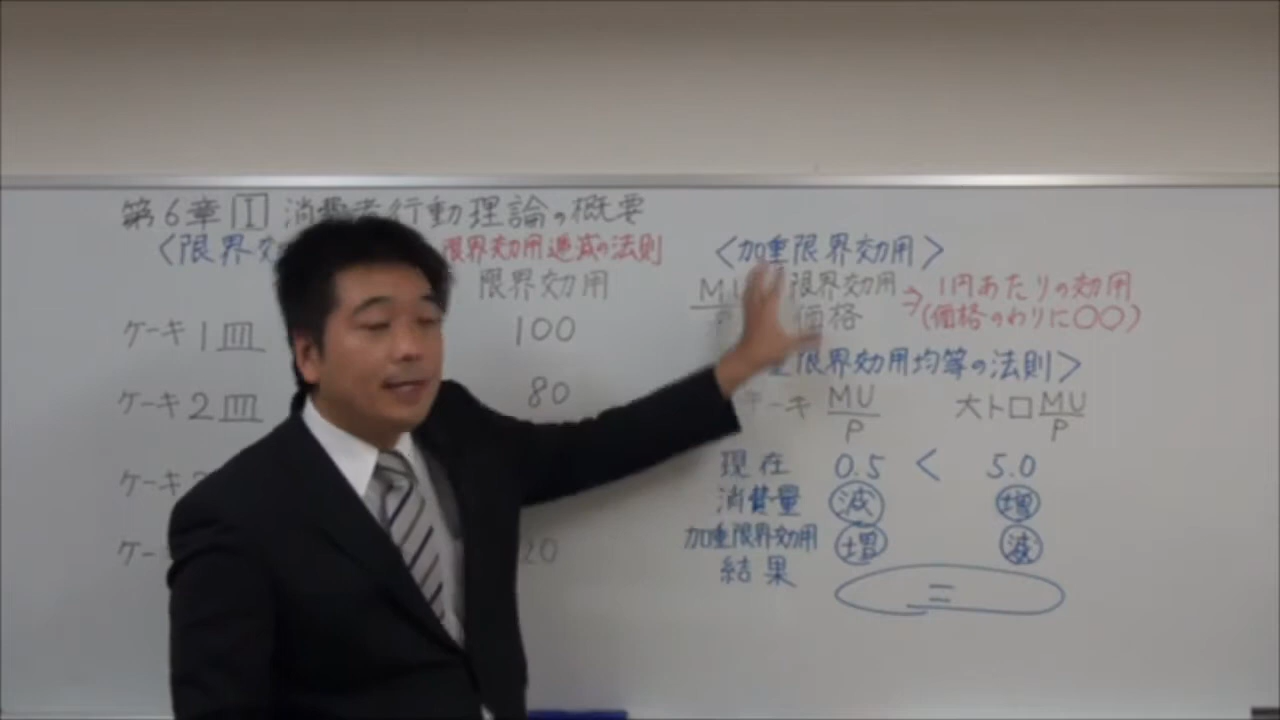 第6章 Ⅰ 消費者行動理論の概要
〈限界効
限界効用逓減の法則
限界効用
ケーキ1皿 100
ケーキ2皿 80
ケーキ
ケー 20
〈加重限界効用〉
MU 限界効用 ⇒ 1円あたりの効用
P 価格 (価格のわりに〇〇)
限界効用均等の法則〉
ケーキ MU/P 大トロ MU/P
現在 0.5 < 5.0
消費量 減 増
加重限界効用 増 減
結果 =